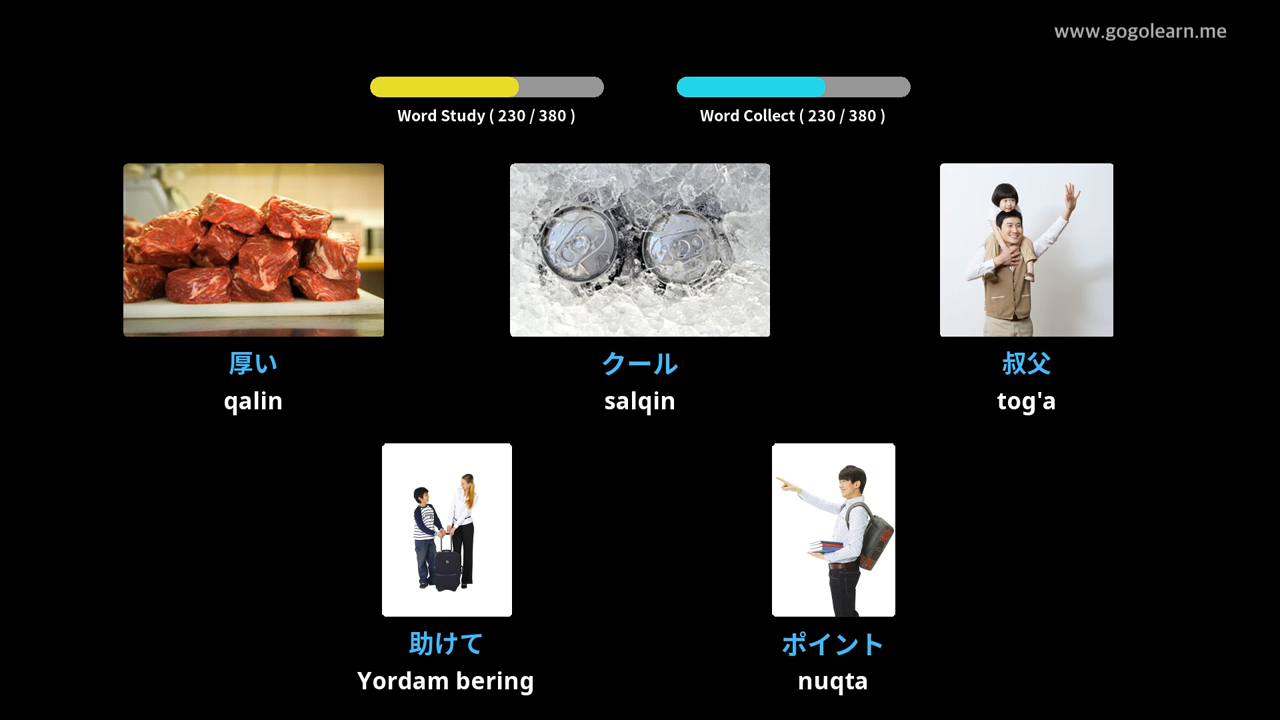 www.gogolearn.me
Word Study ( 230 / 380 )
Word Collect ( 230 / 380 )
厚い
qalin
クール
salqin
叔父
tog'a
助けて
Yordam bering
ポイント
nuqta